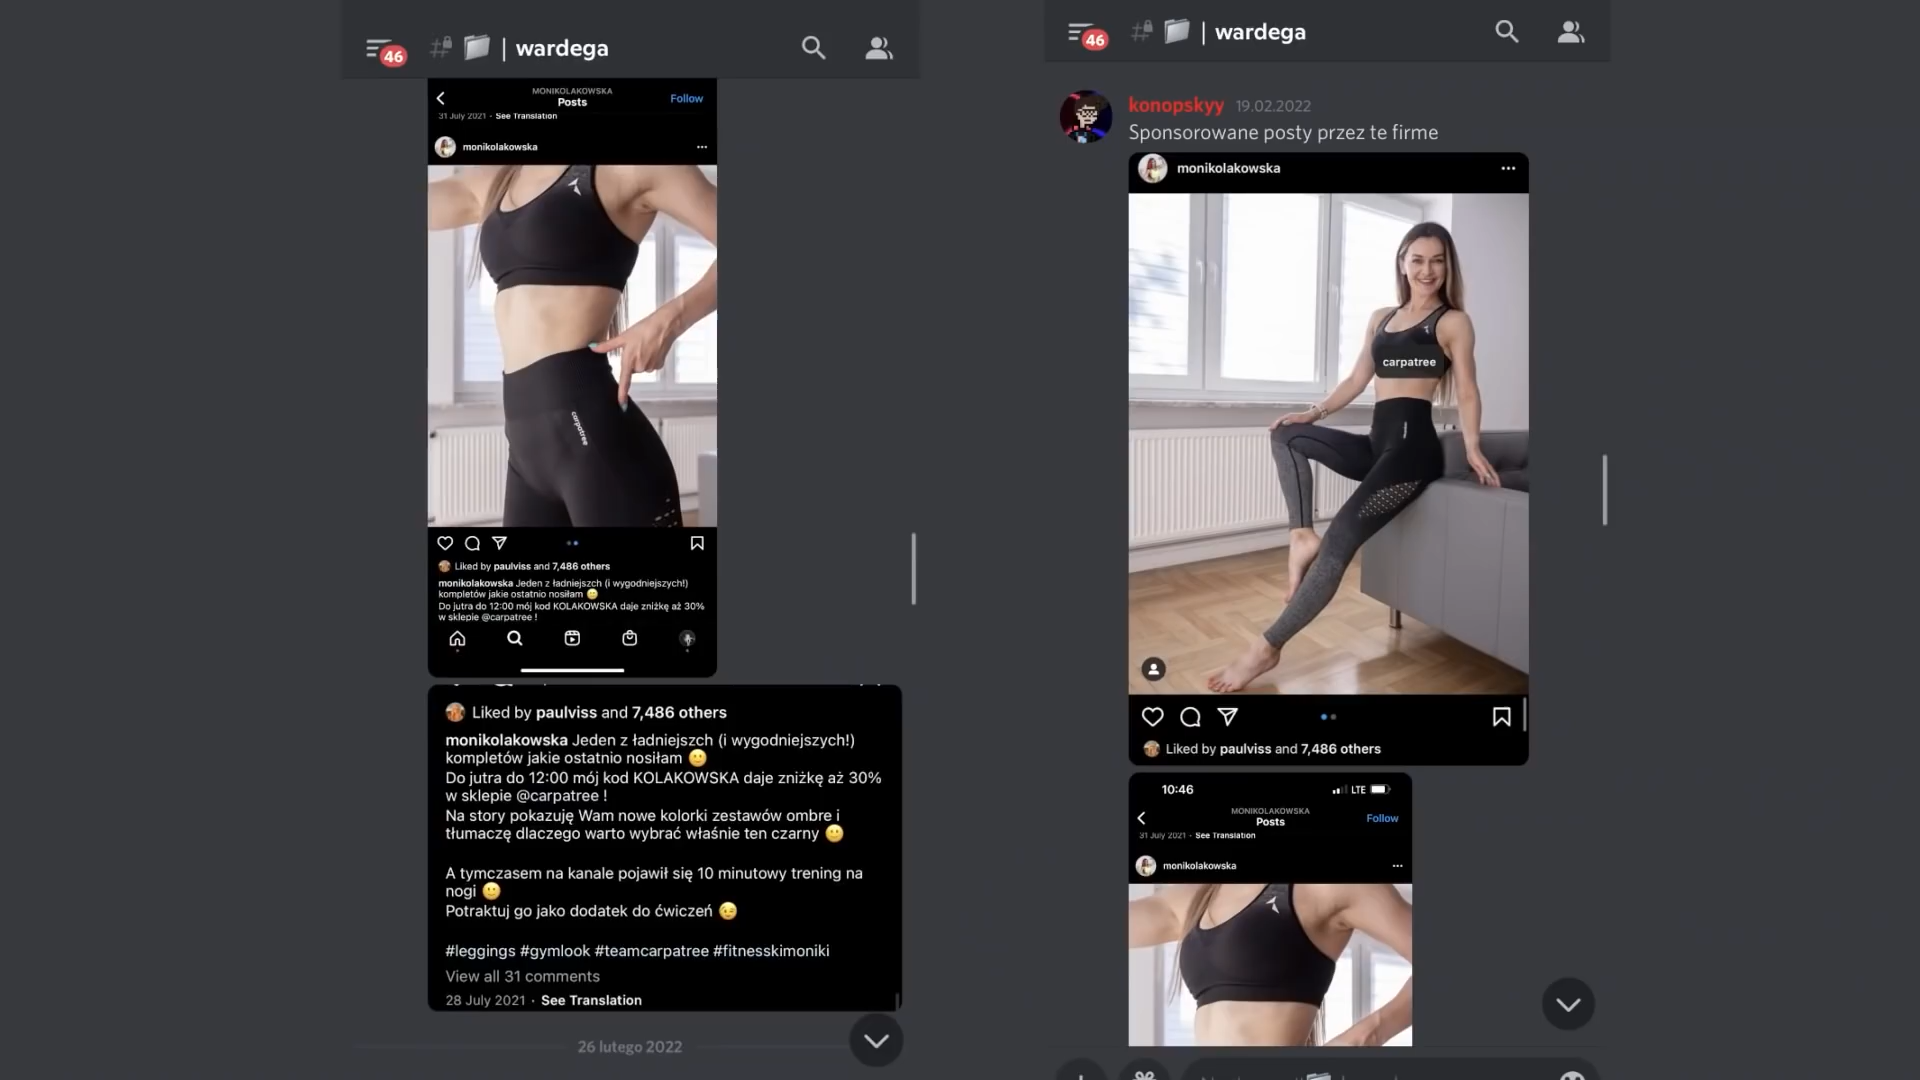 46
# | wardega
MONIKOLAKOWSKA
Posts
Follow
31 July 2021 · See Translation
monikolakowska
carpatree
Liked by paulviss and 7,486 others
monikolakowska Jeden z ładniejszch (i wygodniejszych!)
kompletów jakie ostatnio nosiłam 🙂
Do jutra do 12:00 mój kod KOLAKOWSKA daje zniżkę aż 30%
w sklepie @carpatree !
Liked by paulviss and 7,486 others
monikolakowska Jeden z ładniejszch (i wygodniejszych!)
kompletów jakie ostatnio nosiłam 🙂
Do jutra do 12:00 mój kod KOLAKOWSKA daje zniżkę aż 30%
w sklepie @carpatree !
Na story pokazuję Wam nowe kolorki zestawów ombre i
tłumaczę dlaczego warto wybrać właśnie ten czarny 🙂
A tymczasem na kanale pojawił się 10 minutowy trening na
nogi 🙂
Potraktuj go jako dodatek do ćwiczeń 😉
#leggings #gymlook #teamcarpatree #fitnesskimoniki
View all 31 comments
28 July 2021 · See Translation
26 lutego 2022
46
# | wardega
konopskyy 19.02.2022
Sponsorowane posty przez te firme
monikolakowska
carpatree
Liked by paulviss and 7,486 others
10:46
LTE
MONIKOLAKOWSKA
Posts
Follow
31 July 2021 · See Translation
monikolakowska